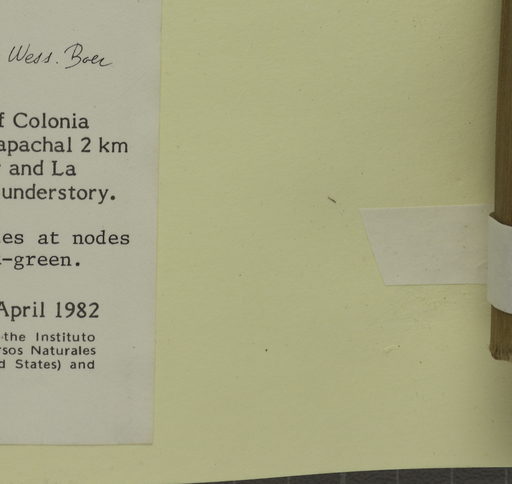 Wess. Boer
f Colonia
apachal 2 km
and La
understory.
es at nodes
-green.
April 1982
the Instituto
rsos Naturales
d States) and